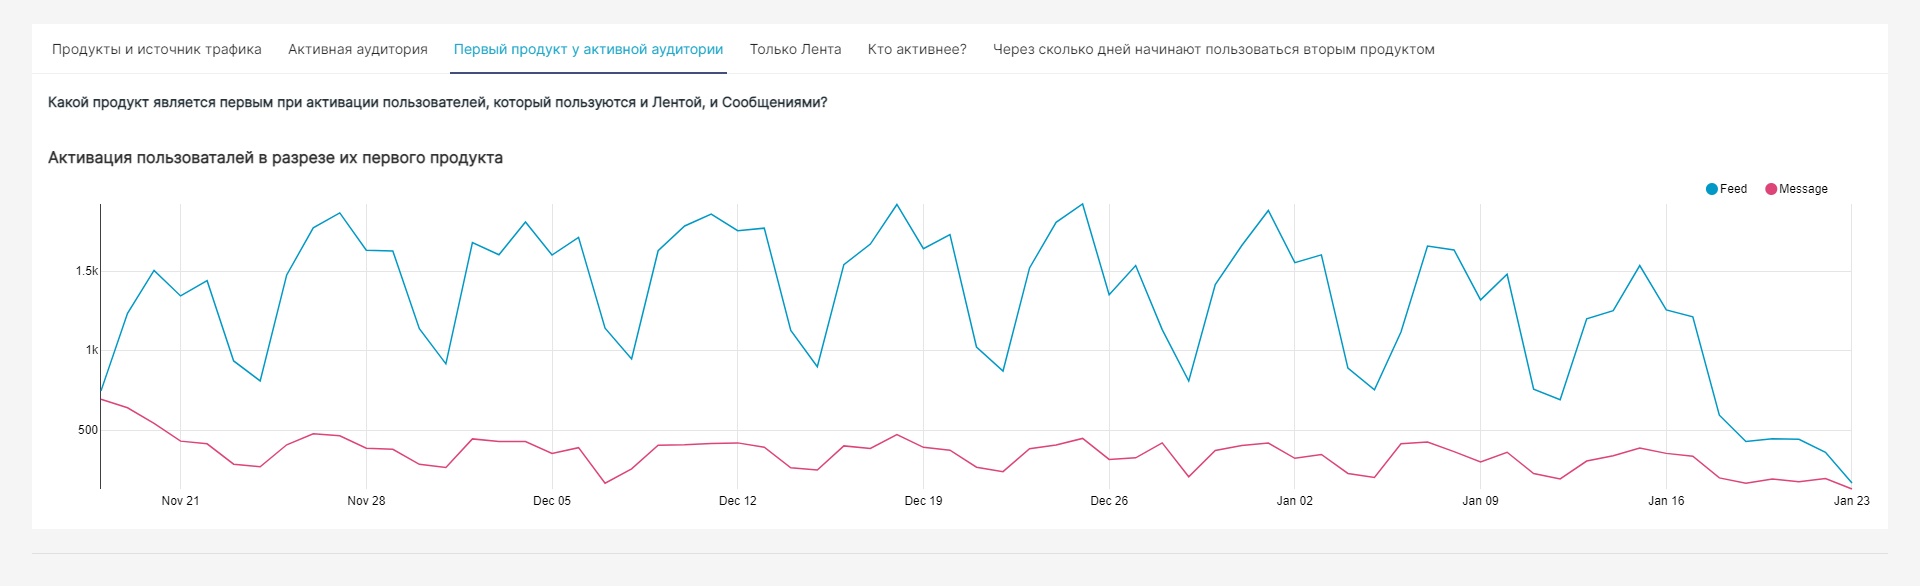 Продукты и источник трафика Активная аудитория Первый продукт у активной аудитории Только Лента Кто активнее? Через сколько дней начинают пользоваться вторым продуктом
Какой продукт является первым при активации пользователей, который пользуются и Лентой, и Сообщениями?
Активация пользоваталей в разрезе их первого продукта
Feed Message
1.5k
1k
500
Nov 21 Nov 28 Dec 05 Dec 12 Dec 19 Dec 26 Jan 02 Jan 09 Jan 16 Jan 23